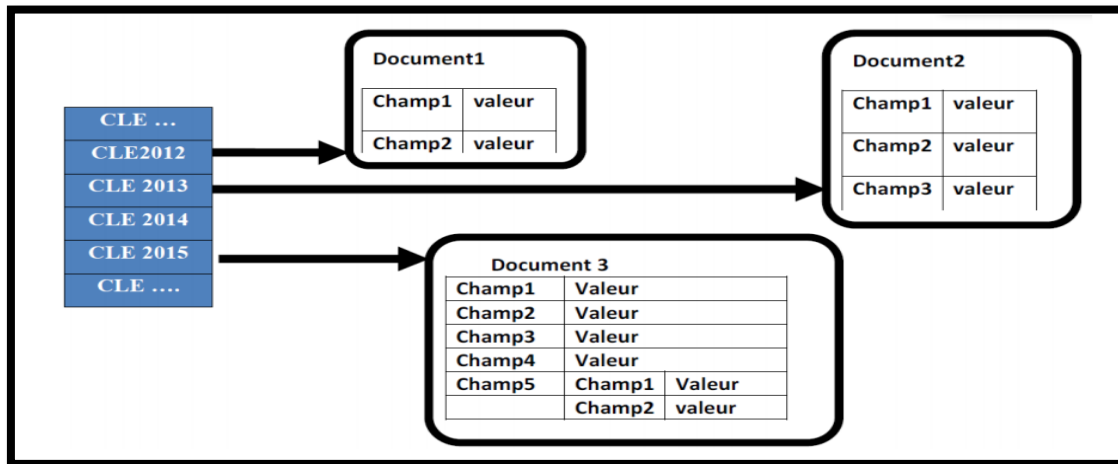 CLE ...
CLE2012
CLE 2013
CLE 2014
CLE 2015
CLE ....
Document1
Champ1 valeur
Champ2 valeur
Document2
Champ1 valeur
Champ2 valeur
Champ3 valeur
Document 3
Champ1 Valeur
Champ2 Valeur
Champ3 Valeur
Champ4 Valeur
Champ5 Champ1 Valeur
Champ2 valeur